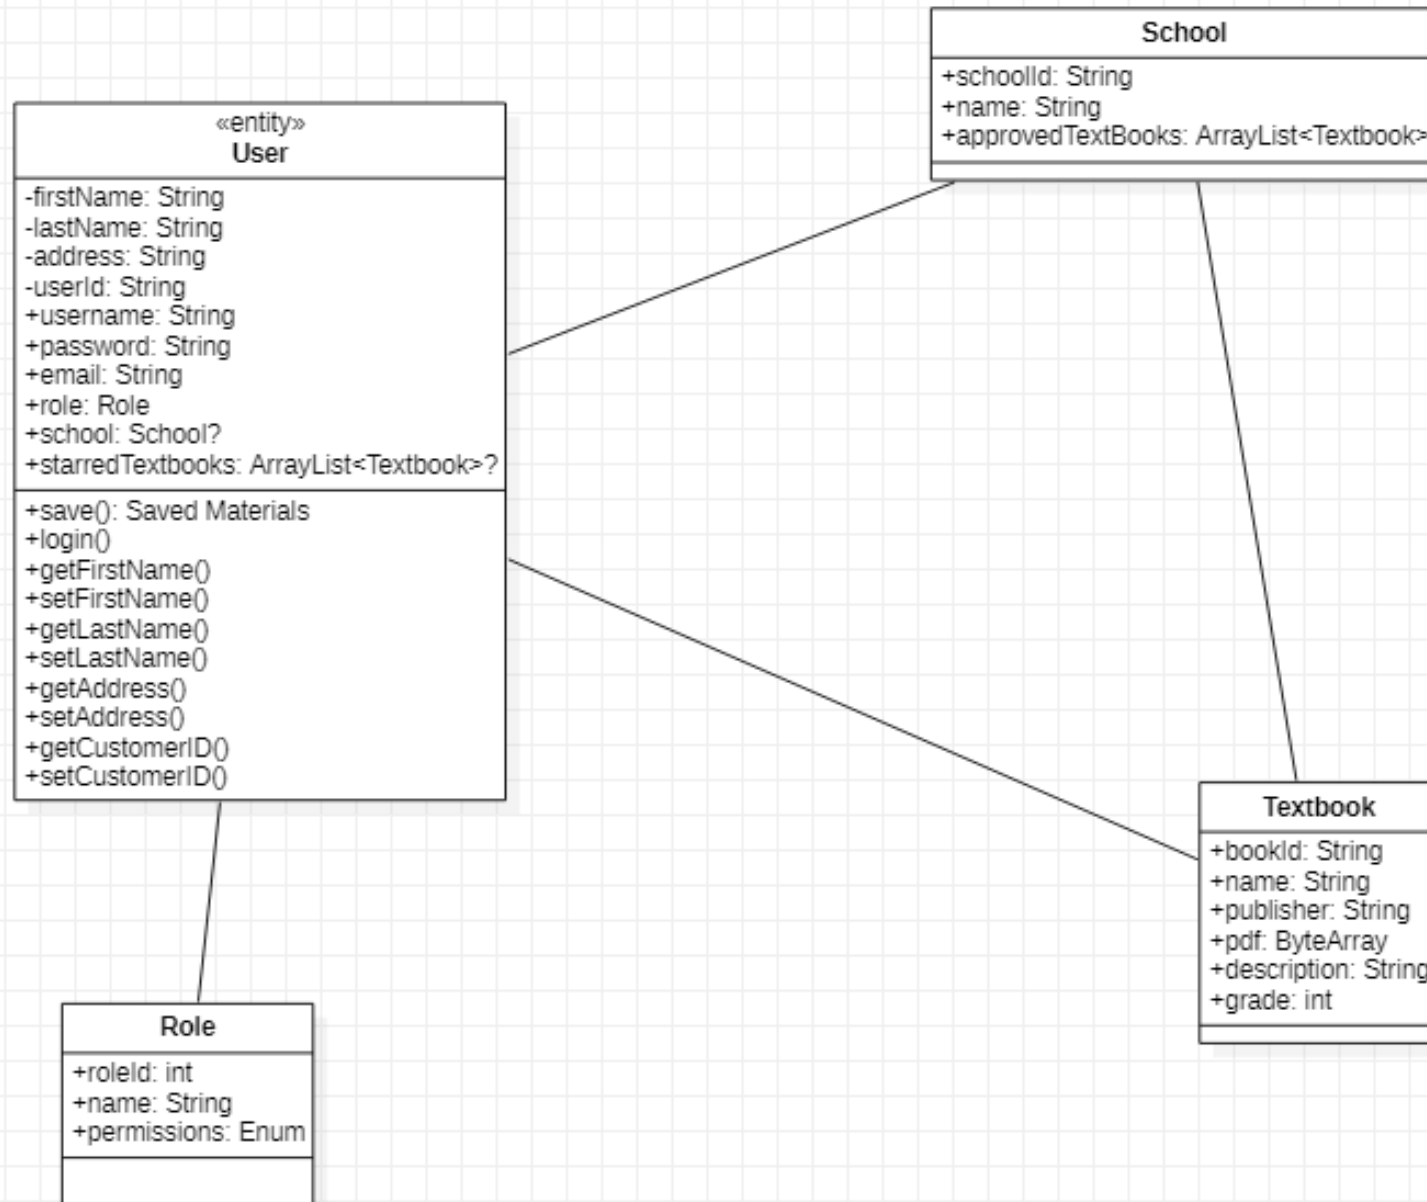 School
+schoolId: String
+name: String
+approvedTextBooks: ArrayList<Textbook>
«entity»
User
-firstName: String
-lastName: String
-address: String
-userId: String
+username: String
+password: String
+email: String
+role: Role
+school: School?
+starredTextbooks: ArrayList<Textbook>?
+save(): Saved Materials
+login()
+getFirstName()
+setFirstName()
+getLastName()
+setLastName()
+getAddress()
+setAddress()
+getCustomerID()
+setCustomerID()
Textbook
+bookId: String
+name: String
+publisher: String
+pdf: ByteArray
+description: String
+grade: int
Role
+roleId: int
+name: String
+permissions: Enum